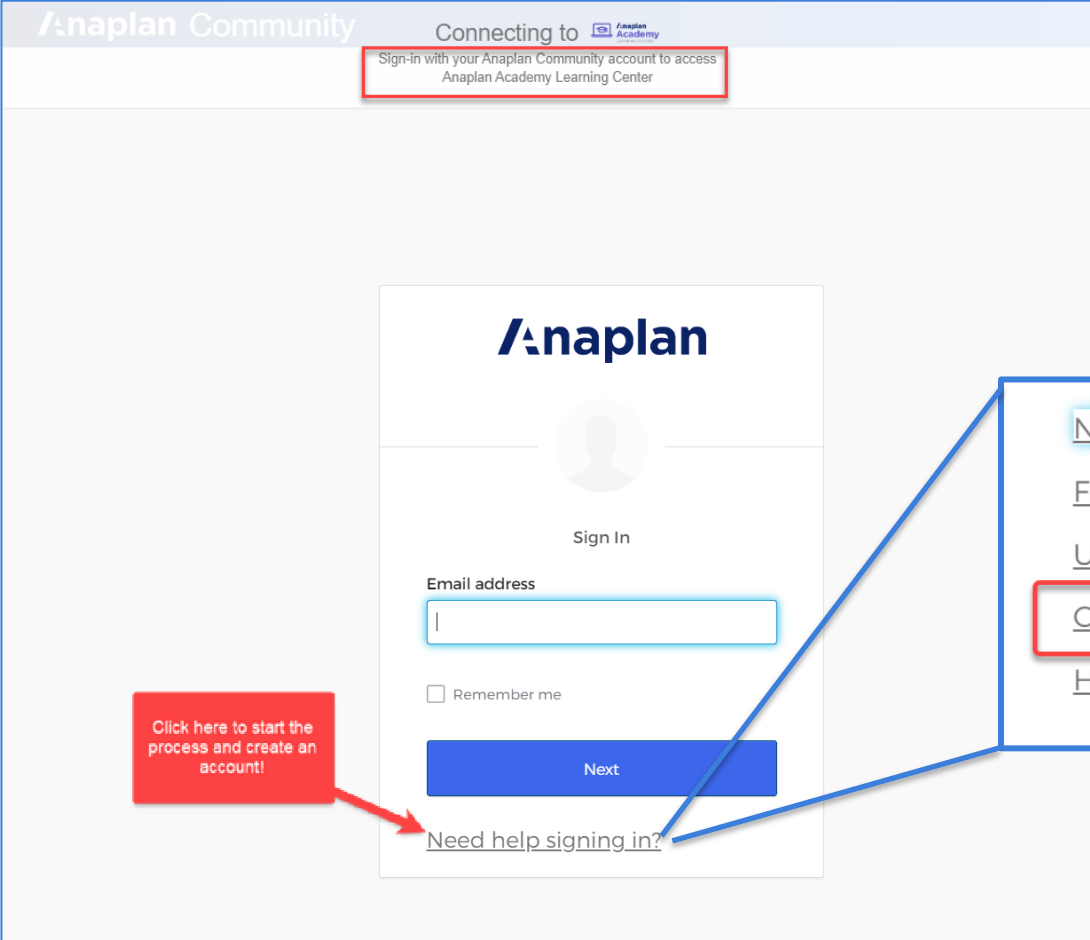 Anaplan Community
Connecting to Anaplan Academy
Sign-in with your Anaplan Community account to access
Anaplan Academy Learning Center
Anaplan
Sign In
Email address
Remember me
Next
Need help signing in?
Click here to start the
process and create an
account!
N
F
U
C
H